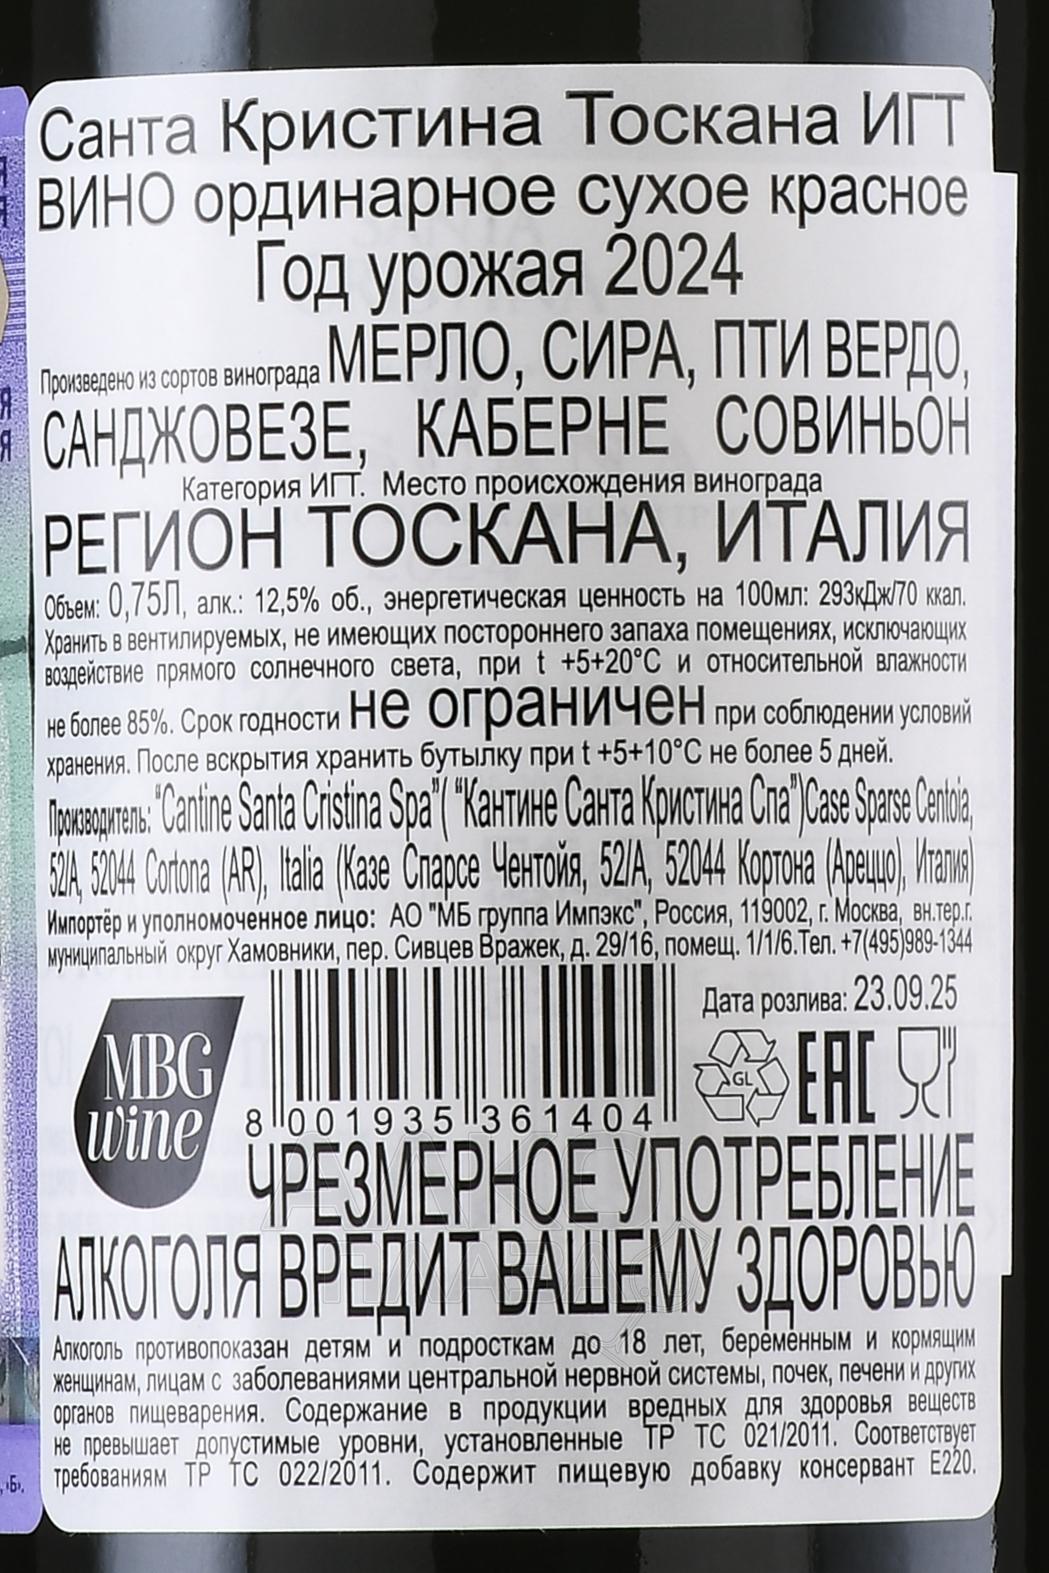 Санта Кристина Тоскана ИГТ
ВИНО ординарное сухое красное
Год урожая 2024
Произведено из сортов винограда МЕРЛО, СИРА, ПТИ ВЕРДО,
САНДЖОВЕЗЕ, КАБЕРНЕ СОВИНЬОН
Категория ИГТ. Место происхождения винограда
РЕГИОН ТОСКАНА, ИТАЛИЯ
Объем: 0,75Л, алк.: 12,5% об., энергетическая ценность на 100мл: 293кДж/70 ккал.
Хранить в вентилируемых, не имеющих постороннего запаха помещениях, исключающих
воздействие прямого солнечного света, при t +5+20°С и относительной влажности
не более 85%. Срок годности не ограничен при соблюдении условий
хранения. После вскрытия хранить бутылку при t +5+10°С не более 5 дней.
Производитель: "Cantine Santa Cristina Spa"( "Кантине Санта Кристина Спа")Case Sparse Centoia,
52/A, 52044 Cortona (AR), Italia (Казе Спарсе Чентойя, 52/А, 52044 Кортона (Ареццо), Италия)
Импортёр и уполномоченное лицо: АО "МБ группа Импэкс", Россия, 119002, г. Москва, вн.тер.г.
муниципальный округ Хамовники, пер. Сивцев Вражек, д. 29/16, помещ. 1/1/6.Тел. +7(495)989-1344
Дата розлива: 23.09.25
MBG
wine
GL
EAC
8 001935 361404
ЧРЕЗМЕРНОЕ УПОТРЕБЛЕНИЕ
АЛКОГОЛЯ ВРЕДИТ ВАШЕМУ ЗДОРОВЬЮ
Алкоголь противопоказан детям и подросткам до 18 лет, беременным и кормящим
женщинам, лицам с заболеваниями центральной нервной системы, почек, печени и других
органов пищеварения. Содержание в продукции вредных для здоровья веществ
не превышает допустимые уровни, установленные ТР ТС 021/2011. Соответствует
требованиям ТР ТС 022/2011. Содержит пищевую добавку консервант Е220.